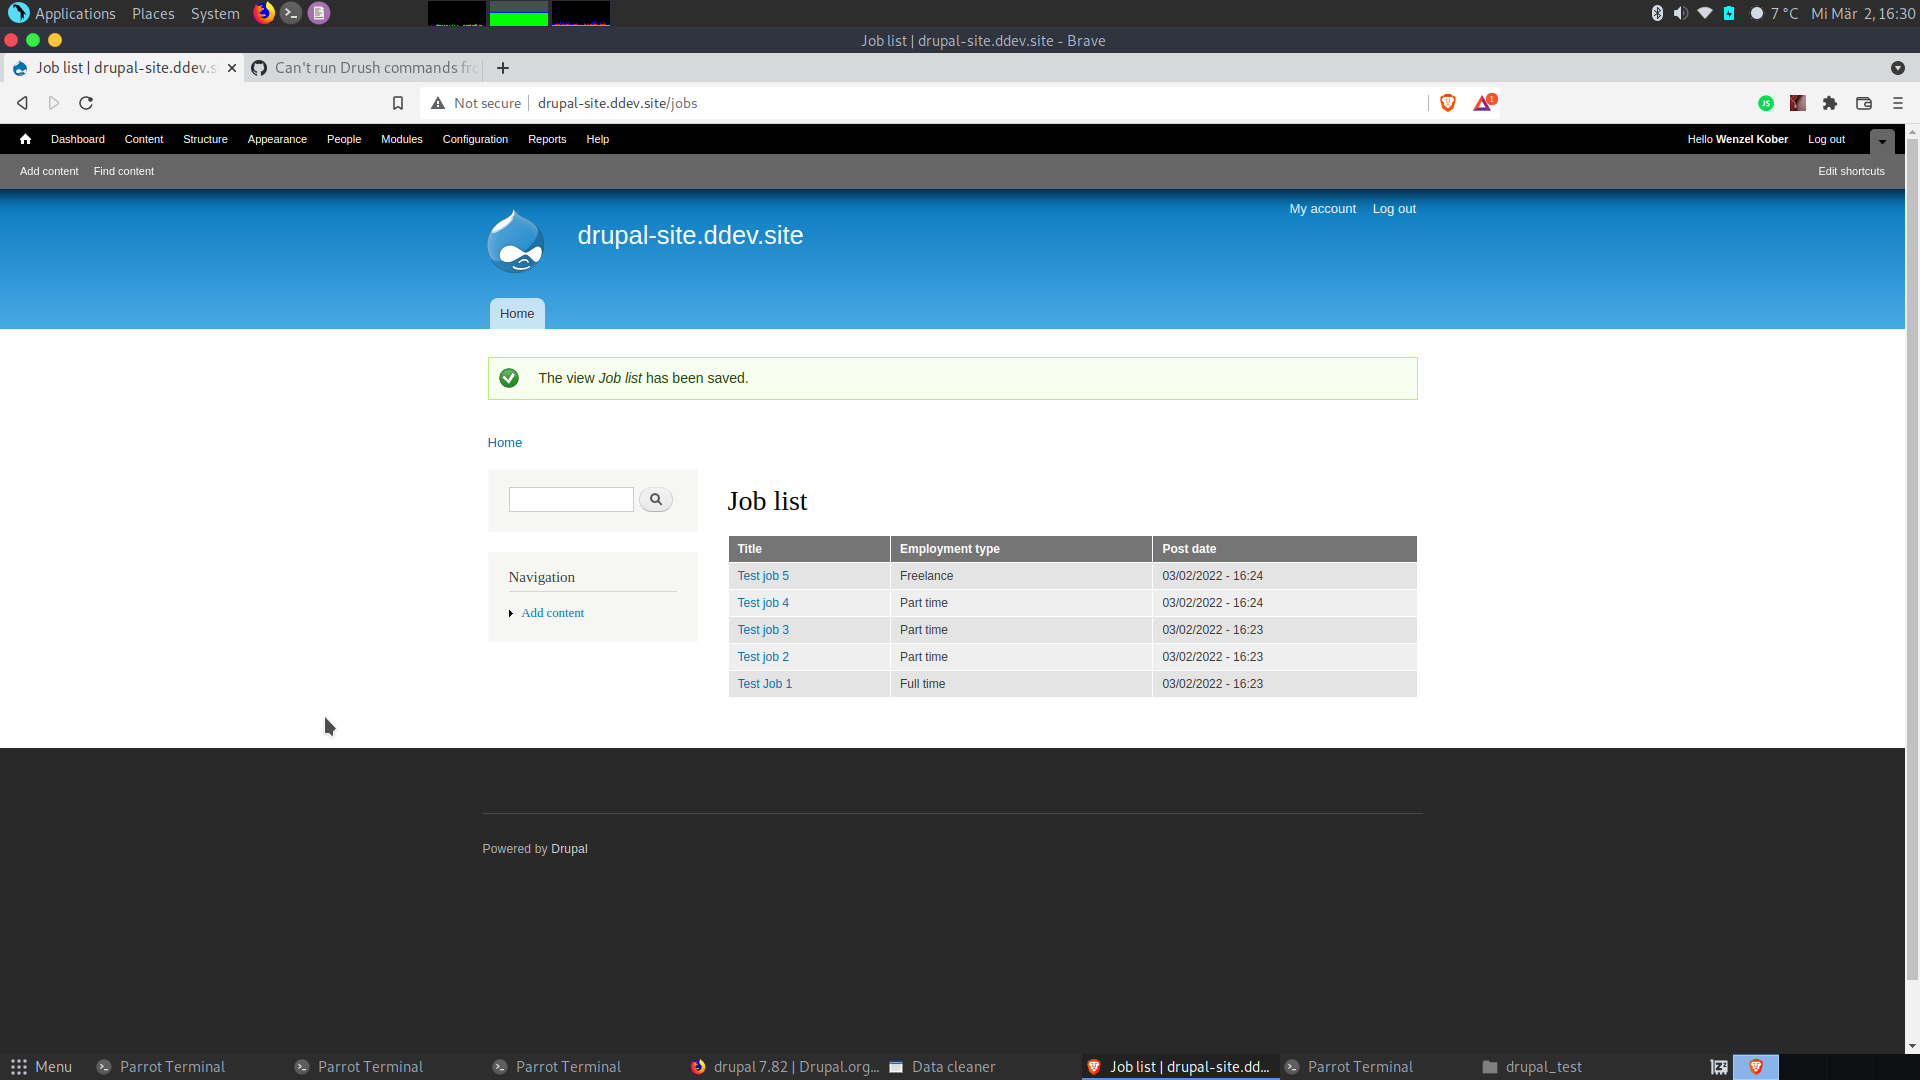 Applications Places System 7 °C Mi Mär 2, 16:30
Job list | drupal-site.ddev.site - Brave
Job list | drupal-site.ddev.s Can't run Drush commands fro
Not secure drupal-site.ddev.site/jobs 1
Dashboard Content Structure Appearance People Modules Configuration Reports Help Hello Wenzel Kober Log out
Add content Find content Edit shortcuts
My account Log out
drupal-site.ddev.site
Home
The view Job list has been saved.
Home
Job list
Title Employment type Post date
Test job 5 Freelance 03/02/2022 - 16:24
Test job 4 Part time 03/02/2022 - 16:24
Test job 3 Part time 03/02/2022 - 16:23
Test job 2 Part time 03/02/2022 - 16:23
Test Job 1 Full time 03/02/2022 - 16:23
Navigation
Add content
Powered by Drupal
Menu Parrot Terminal Parrot Terminal Parrot Terminal drupal 7.82 | Drupal.org... Data cleaner Job list | drupal-site.dd... Parrot Terminal drupal_test